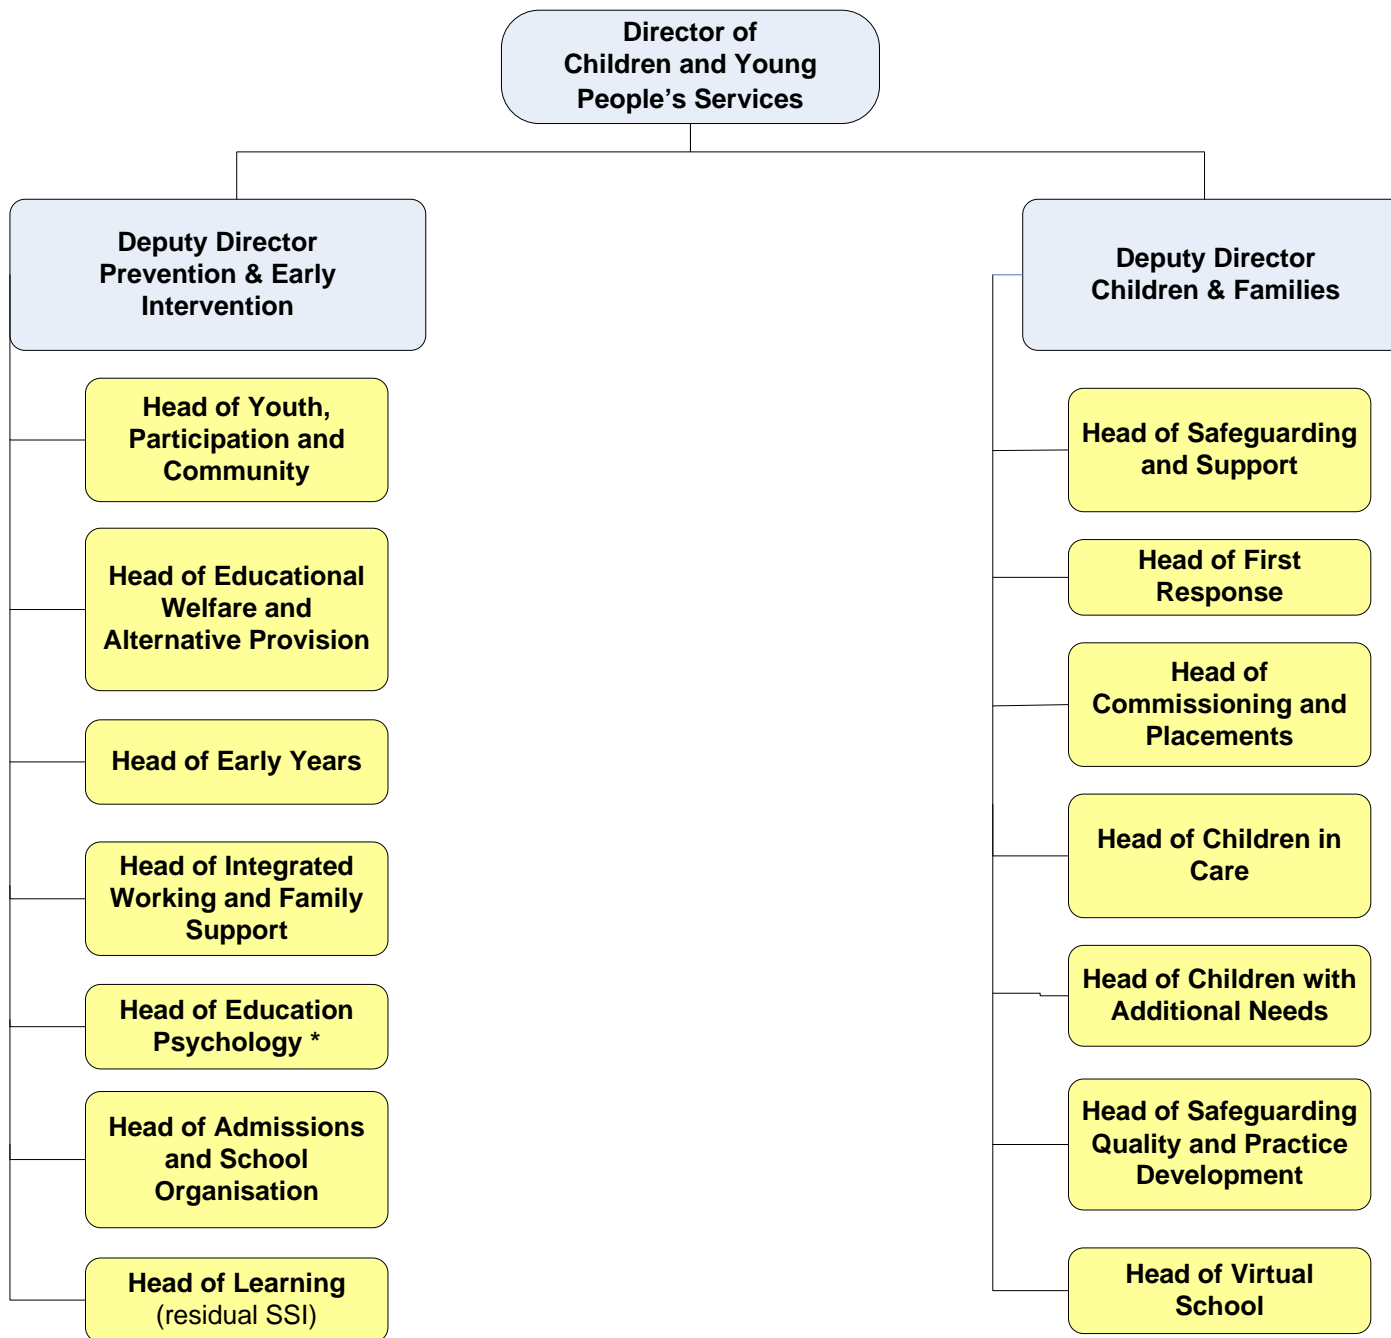 Director of
Children and Young
People’s Services
Deputy Director
Prevention & Early
Intervention
Head of Youth,
Participation and
Community
Head of Educational
Welfare and
Alternative Provision
Head of Early Years
Head of Integrated
Working and Family
Support
Head of Education
Psychology *
Head of Admissions
and School
Organisation
Head of Learning
(residual SSI)
Deputy Director
Children & Families
Head of Safeguarding
and Support
Head of First
Response
Head of
Commissioning and
Placements
Head of Children in
Care
Head of Children with
Additional Needs
Head of Safeguarding
Quality and Practice
Development
Head of Virtual
School